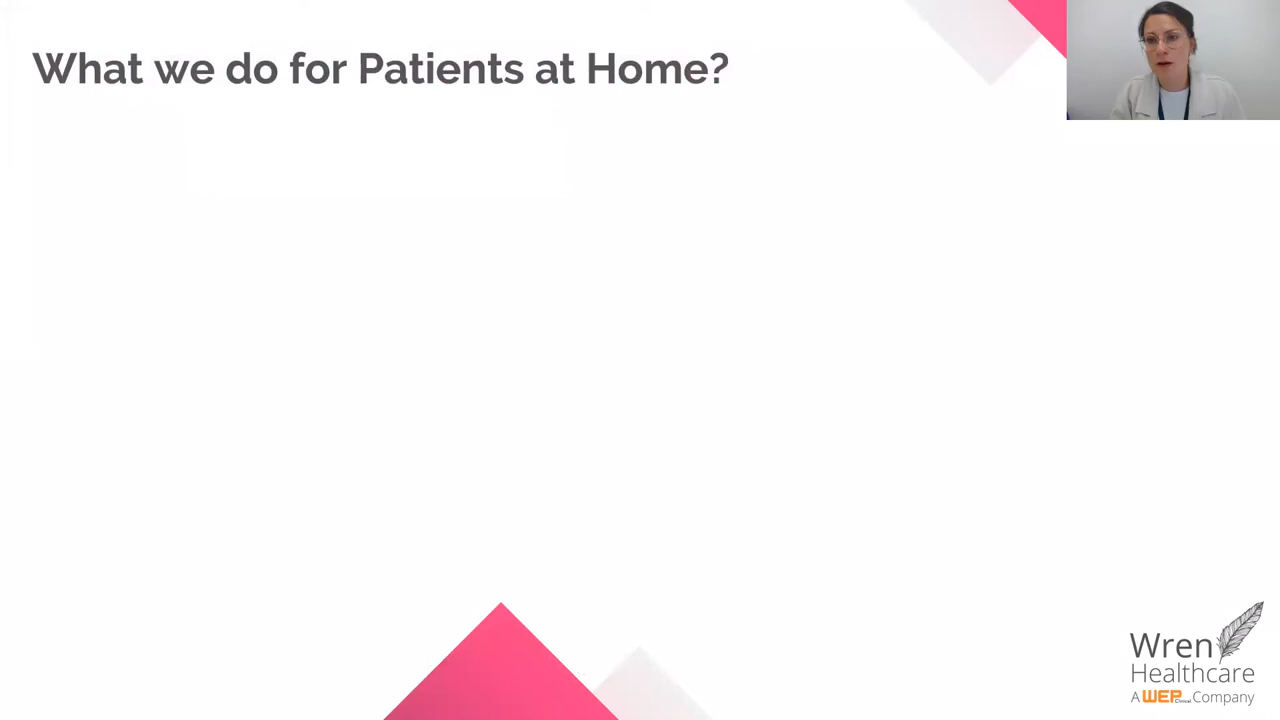 What we do for Patients at Home?
Wren
Healthcare
A WEP Clinical Company